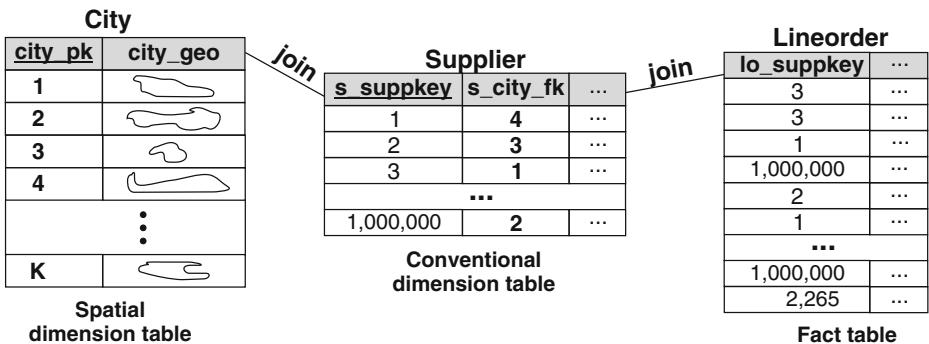 City
city_pk city_geo
1
2
3
4
K
Spatial
dimension table
join
Supplier
s_suppkey s_city_fk ...
1 4 ...
2 3 ...
3 1 ...
...
1,000,000 2 ...
Conventional
dimension table
join
Lineorder
lo_suppkey ...
3 ...
3 ...
1 ...
1,000,000 ...
2 ...
1 ...
...
1,000,000 ...
2,265 ...
Fact table